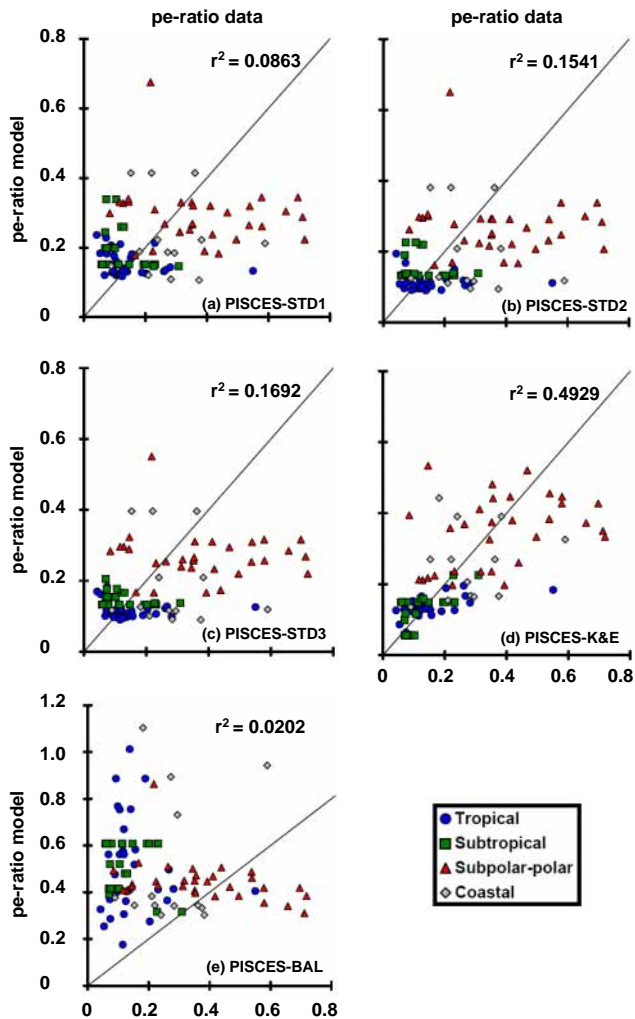 pe-ratio data
pe-ratio data
0.8
0.6
0.4
0.2
0
pe-ratio model
r² = 0.0863
(a) PISCES-STD1
r² = 0.1541
(b) PISCES-STD2
0.8
0.6
0.4
0.2
0
pe-ratio model
r² = 0.1692
(c) PISCES-STD3
r² = 0.4929
(d) PISCES-K&E
0
0.2
0.4
0.6
0.8
1.2
1.0
0.8
0.6
0.4
0.2
0
pe-ratio model
r² = 0.0202
(e) PISCES-BAL
0
0.2
0.4
0.6
0.8
Tropical
Subtropical
Subpolar-polar
Coastal